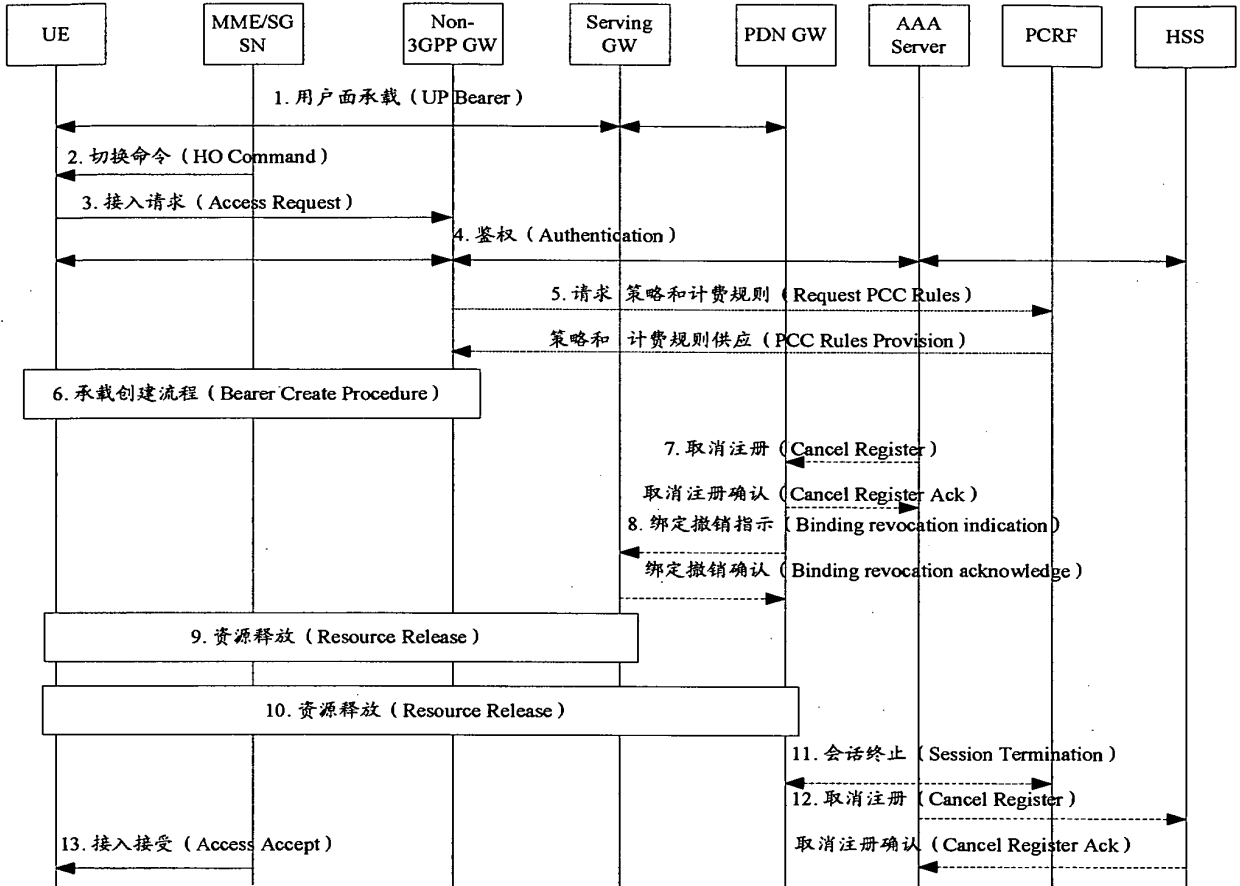 UE
MME/SG
SN
Non-
3GPP GW
Serving
GW
PDN GW
AAA
Server
PCRF
HSS
1. 用户面承载 ( UP Bearer )
2. 切换命令 ( HO Command )
3. 接入请求 ( Access Request )
4. 鉴权 ( Authentication )
5. 请求 策略和计费规则 ( Request PCC Rules )
策略和 计费规则供应 ( PCC Rules Provision )
6. 承载创建流程 ( Bearer Create Procedure )
7. 取消注册 ( Cancel Register )
取消注册确认 ( Cancel Register Ack )
8. 绑定撤销指示 ( Binding revocation indication )
绑定撤销确认 ( Binding revocation acknowledge )
9. 资源释放 ( Resource Release )
10. 资源释放 ( Resource Release )
11. 会话终止 ( Session Termination )
12. 取消注册 ( Cancel Register )
13. 接入接受 ( Access Accept )
取消注册确认 ( Cancel Register Ack )